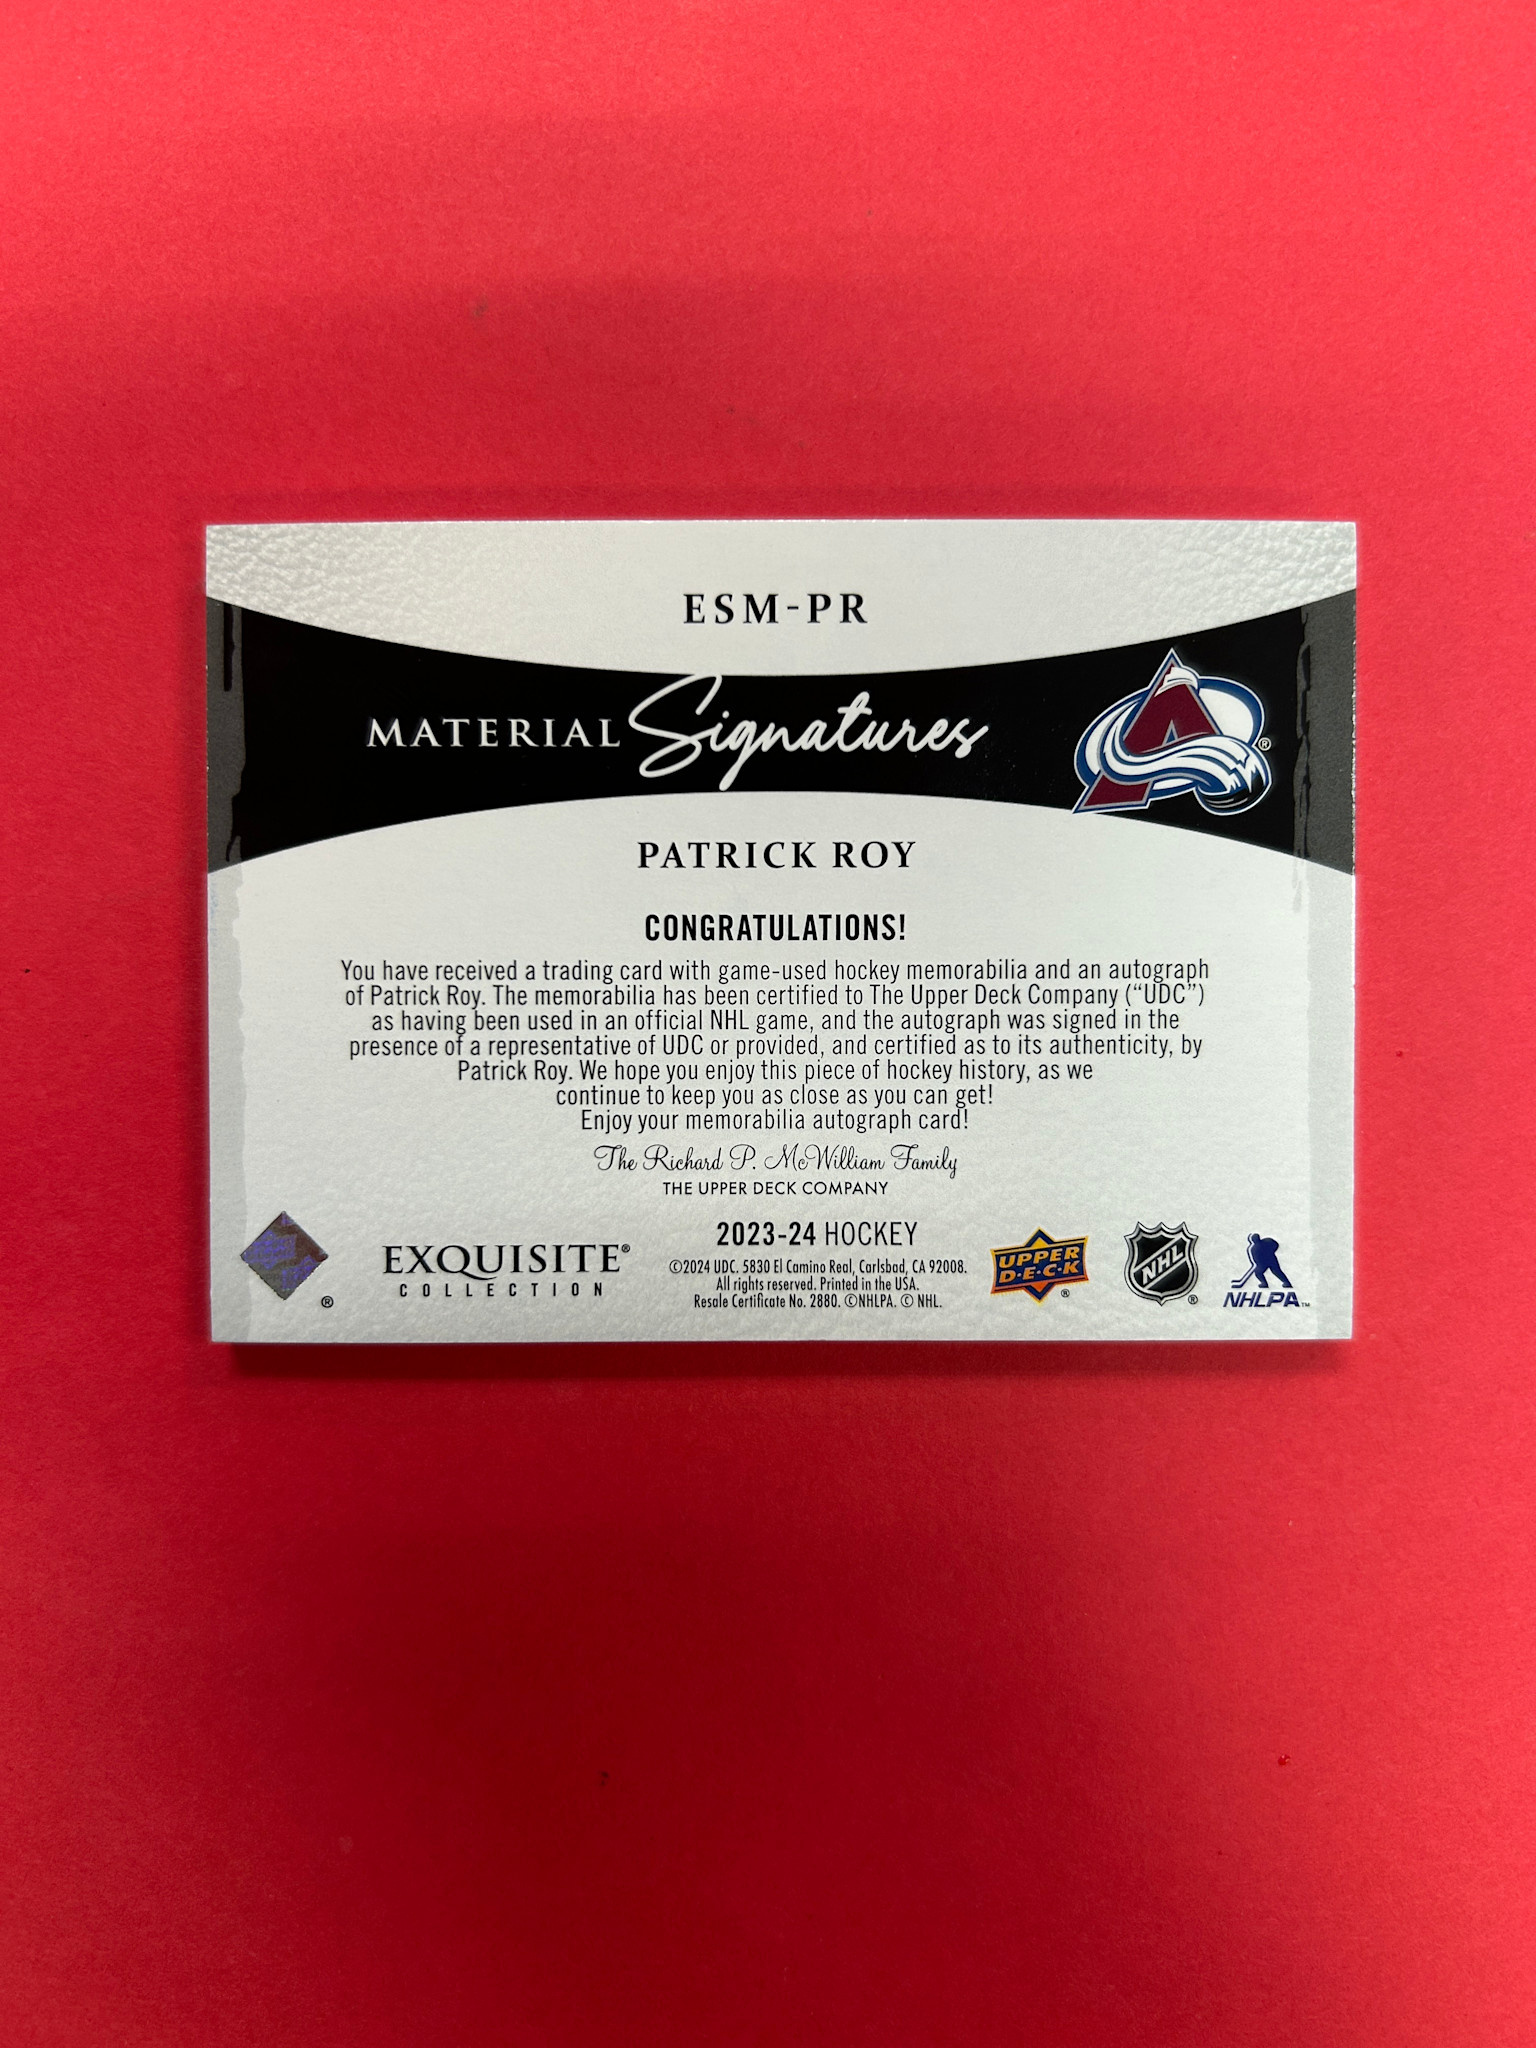 ESM-PR
MATERIAL Signatures
®
PATRICK ROY
CONGRATULATIONS!
You have received a trading card with game-used hockey memorabilia and an autograph
of Patrick Roy. The memorabilia has been certified to The Upper Deck Company (“UDC”)
as having been used in an official NHL game, and the autograph was signed in the
presence of a representative of UDC or provided, and certified as to its authenticity, by
Patrick Roy. We hope you enjoy this piece of hockey history, as we
continue to keep you as close as you can get!
Enjoy your memorabilia autograph card!
The Richard P. McWilliam Family
THE UPPER DECK COMPANY
®
EXQUISITE®
COLLECTION
2023-24 HOCKEY
©2024 UDC. 5830 El Camino Real, Carlsbad, CA 92008.
All rights reserved. Printed in the USA.
Resale Certificate No. 2880. ©NHLPA. © NHL.
UPPER
D·E·C·K
®
NHL
®
NHLPA™